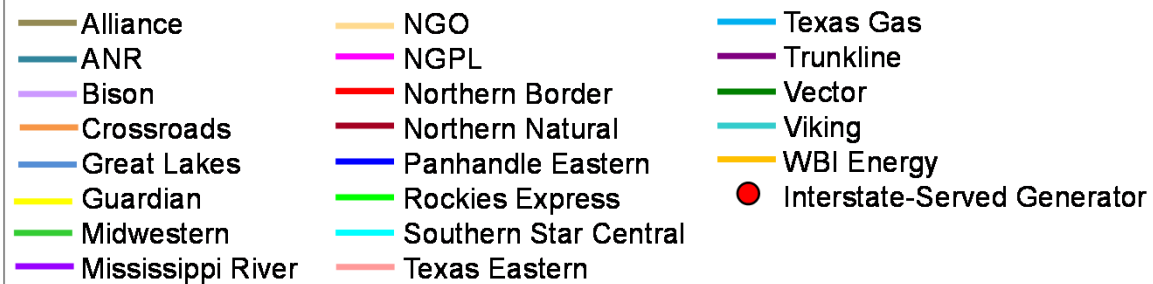 Alliance
ANR
Bison
Crossroads
Great Lakes
Guardian
Midwestern
Mississippi River
NGO
NGPL
Northern Border
Northern Natural
Panhandle Eastern
Rockies Express
Southern Star Central
Texas Eastern
Texas Gas
Trunkline
Vector
Viking
WBI Energy
Interstate-Served Generator